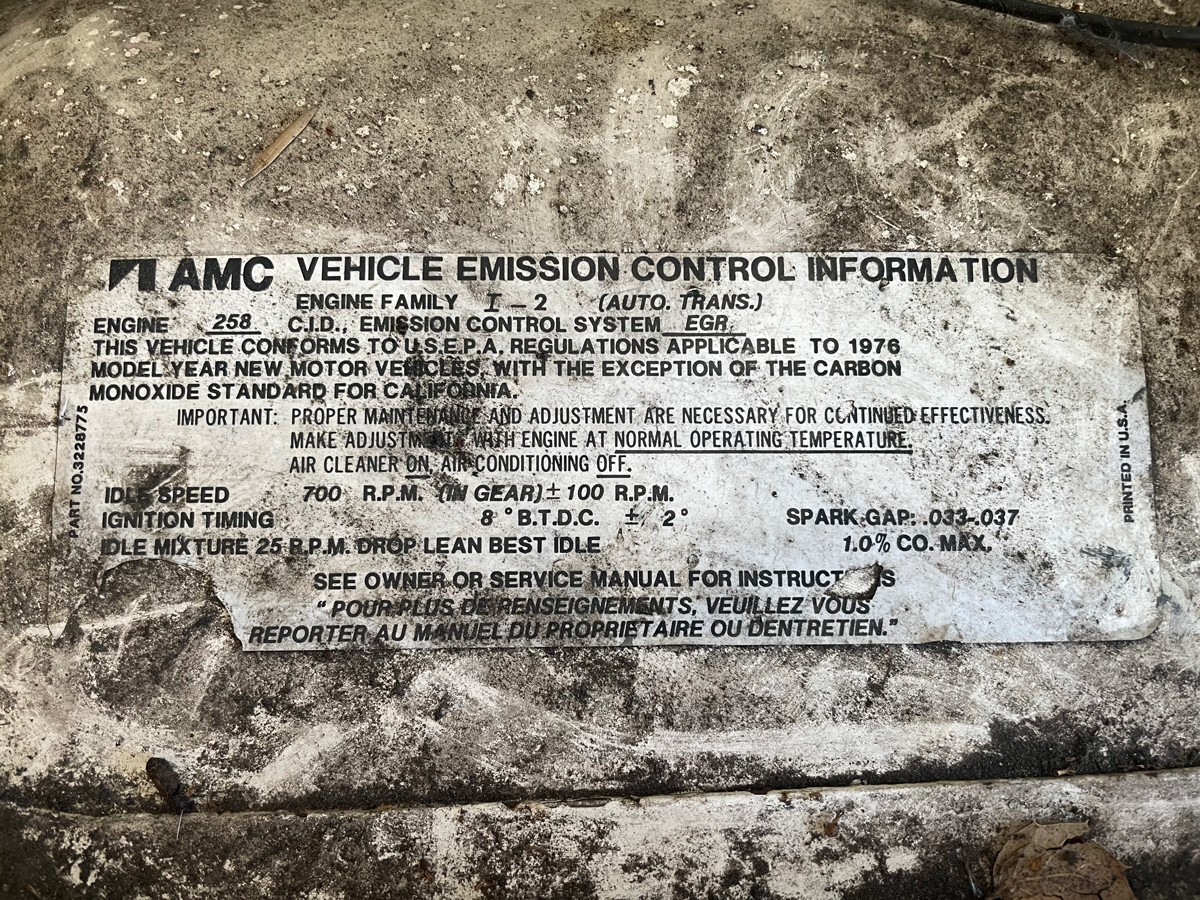 AMC VEHICLE EMISSION CONTROL INFORMATION
ENGINE FAMILY I – 2 (AUTO. TRANS.)
ENGINE 258 C.I.D., EMISSION CONTROL SYSTEM EGR
THIS VEHICLE CONFORMS TO U.S.E.P.A. REGULATIONS APPLICABLE TO 1976
MODEL YEAR NEW MOTOR VEHICLES, WITH THE EXCEPTION OF THE CARBON
MONOXIDE STANDARD FOR CALIFORNIA.
IMPORTANT: PROPER MAINTENANCE AND ADJUSTMENT ARE NECESSARY FOR CONTINUED EFFECTIVENESS.
MAKE ADJUSTMENTS WITH ENGINE AT NORMAL OPERATING TEMPERATURE.
AIR CLEANER ON, AIR CONDITIONING OFF.
IDLE SPEED 700 R.P.M. (IN GEAR) ± 100 R.P.M.
IGNITION TIMING 8 ° B.T.D.C. ± 2° SPARK GAP: .033-.037
IDLE MIXTURE 25 R.P.M. DROP LEAN BEST IDLE 1.0% CO. MAX.
SEE OWNER OR SERVICE MANUAL FOR INSTRUCTIONS
“ POUR PLUS DE RENSEIGNEMENTS, VEUILLEZ VOUS
REPORTER AU MANUEL DU PROPRIETAIRE OU DENTRETIEN.”
PART NO.3228775
PRINTED IN U.S.A.